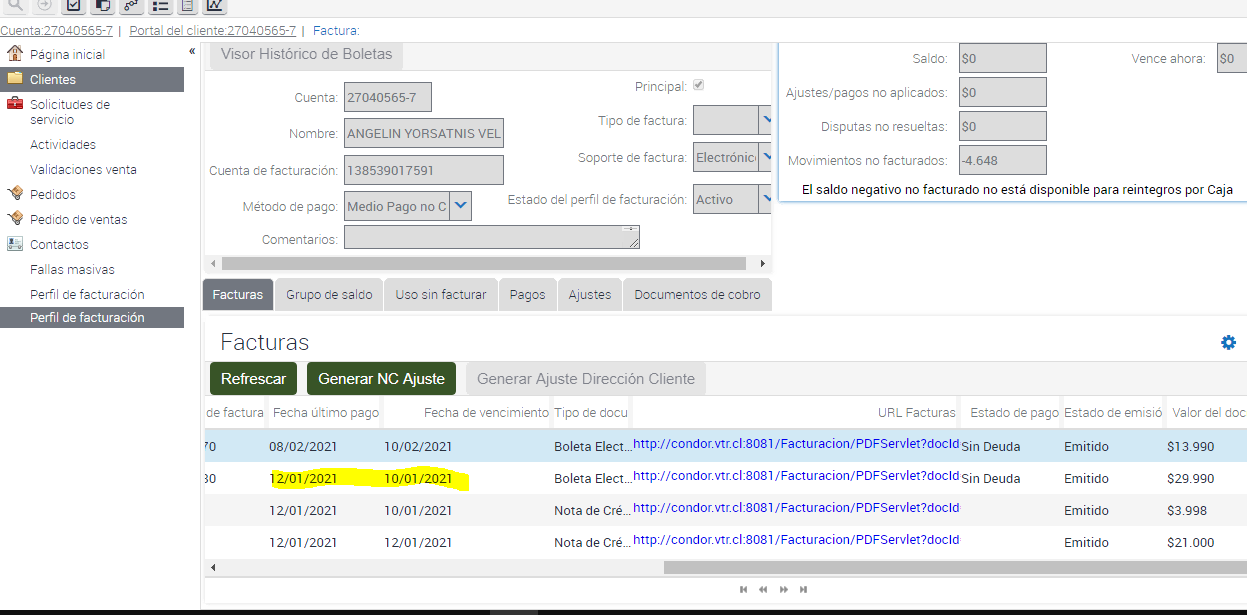 Cuenta:27040565-7 | Portal del cliente:27040565-7 | Factura:
Página inicial
Clientes
Solicitudes de
servicio
Actividades
Validaciones venta
Pedidos
Pedido de ventas
Contactos
Fallas masivas
Perfil de facturación
Perfil de facturación
«
Visor Histórico de Boletas
Cuenta: 27040565-7
Nombre: ANGELIN YORSATNIS VEL
Cuenta de facturación: 138539017591
Método de pago: Medio Pago no C
Comentarios:
Principal:
Tipo de factura:
Soporte de factura: Electrónic
Estado del perfil de facturación: Activo
Saldo: $0 Vence ahora: $0
Ajustes/pagos no aplicados: $0
Disputas no resueltas: $0
Movimientos no facturados: -4.648
El saldo negativo no facturado no está disponible para reintegros por Caja
Facturas Grupo de saldo Uso sin facturar Pagos Ajustes Documentos de cobro
Facturas
Refrescar Generar NC Ajuste Generar Ajuste Dirección Cliente
de factura Fecha último pago Fecha de vencimiento Tipo de docu URL Facturas Estado de pago Estado de emisió Valor del doc
70 08/02/2021 10/02/2021 Boleta Elect... http://condor.vtr.cl:8081/Facturacion/PDFServlet?docId Sin Deuda Emitido $13.990
30 12/01/2021 10/01/2021 Boleta Elect... http://condor.vtr.cl:8081/Facturacion/PDFServlet?docId Sin Deuda Emitido $29.990
12/01/2021 10/01/2021 Nota de Cré... http://condor.vtr.cl:8081/Facturacion/PDFServlet?docId Emitido $3.998
12/01/2021 12/01/2021 Nota de Cré... http://condor.vtr.cl:8081/Facturacion/PDFServlet?docId Emitido $21.000